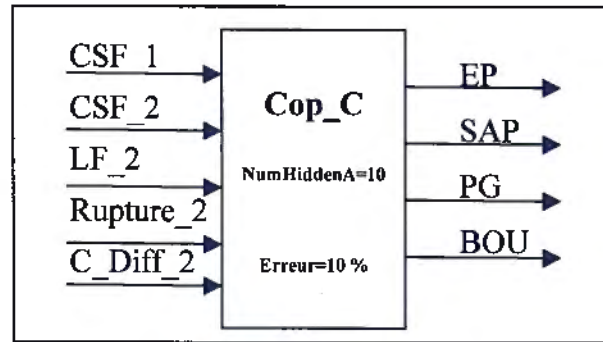 CSF_1
CSF_2
LF_2
Rupture_2
C_Diff_2
Cop_C
NumHiddenA=10
Erreur=10 %
EP
SAP
PG
BOU